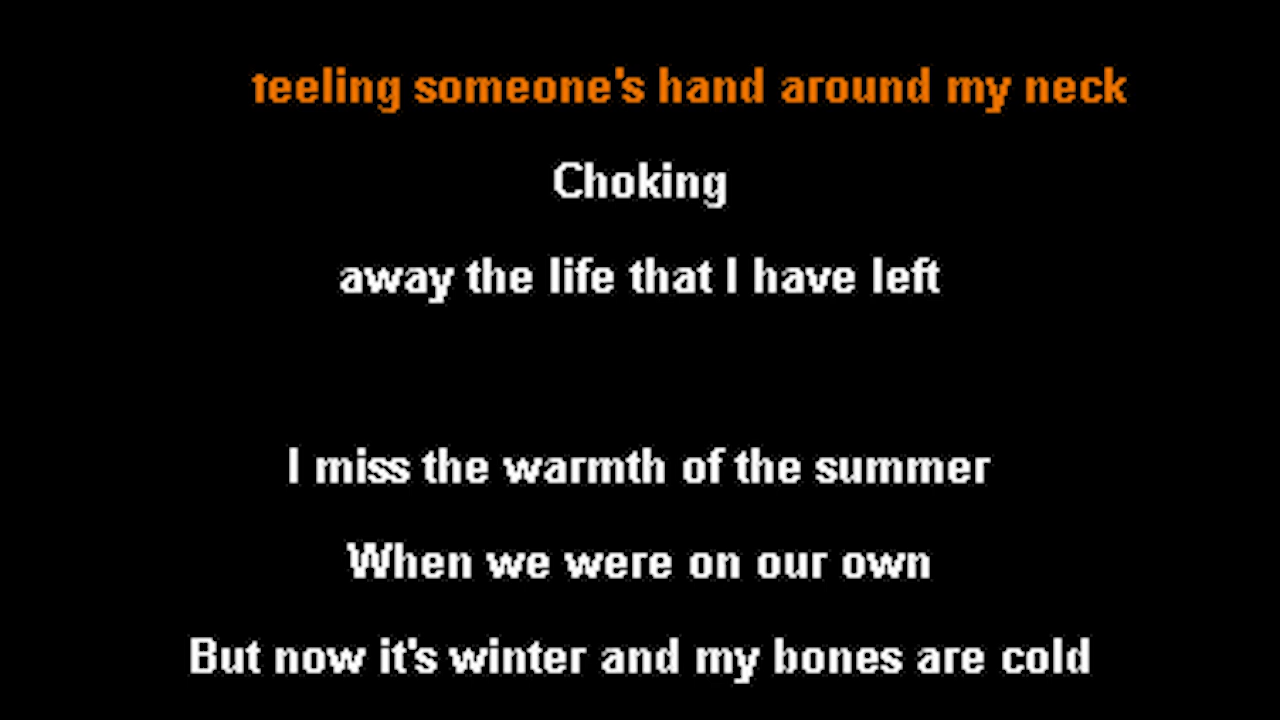 feeling someone's hand around my neck
Choking
away the life that I have left
I miss the warmth of the summer
When we were on our own
But now it's winter and my bones are cold